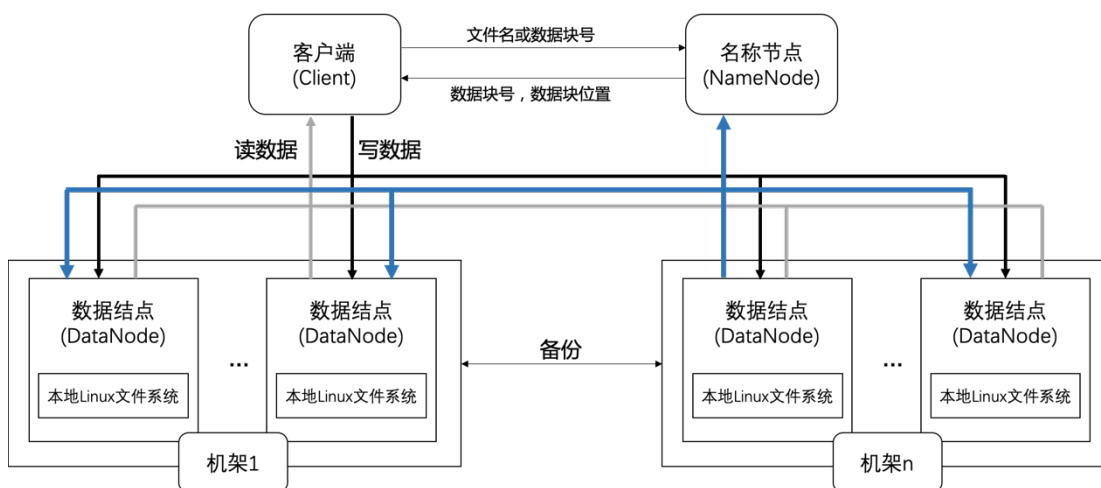 客户端
(Client)
文件名或数据块号
数据块号，数据块位置
名称节点
(NameNode)
读数据
写数据
数据结点
(DataNode)
...
本地Linux文件系统
数据结点
(DataNode)
本地Linux文件系统
机架1
备份
数据结点
(DataNode)
...
本地Linux文件系统
数据结点
(DataNode)
本地Linux文件系统
机架n